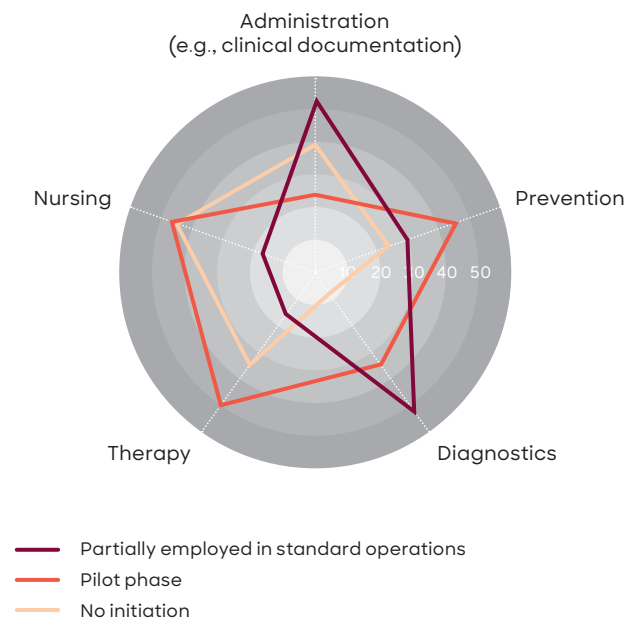 Administration
(e.g., clinical documentation)
Nursing
Prevention
10 20 30 40 50
Therapy
Diagnostics
Partially employed in standard operations
Pilot phase
No initiation